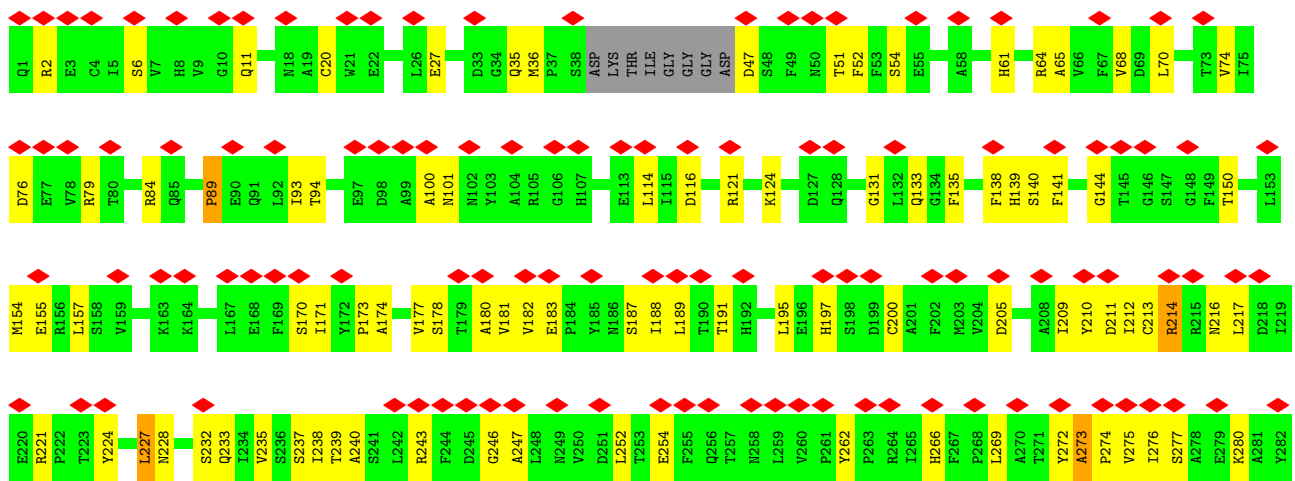 Q1 R2 E3 C4 I5 S6 V7 H8 V9 G10 Q11 N18 A19 C20 W21 E22 L26 E27 D33 G34 Q35 M36 P37 S38 ASP LYS THR ILE GLY GLY GLY ASP D47 S48 F49 N50 T51 F52 F53 S54 E55 A58 H61 R64 A65 V66 F67 V68 D69 L70 T73 V74 I75
D76 E77 V78 R79 T80 R84 Q85 P89 E90 Q91 L92 I93 T94 E97 D98 A99 A100 N101 N102 Y103 A104 R105 G106 H107 E113 L114 I115 D116 R121 K124 D127 Q128 G131 L132 Q133 G134 F135 F138 H139 S140 F141 G144 T145 G146 S147 G148 F149 T150 L153
M154 E155 R156 L157 S158 V159 K163 K164 L167 E168 F169 S170 I171 Y172 P173 A174 V177 S178 T179 A180 V181 V182 E183 P184 Y185 N186 S187 I188 L189 T190 T191 H192 L195 E196 H197 S198 D199 C200 A201 F202 M203 V204 D205 A208 I209 Y210 D211 I212 C213 R214 R215 N216 L217 D218 I219
E220 R221 P222 T223 Y224 L227 N228 S232 Q233 I234 V235 S236 S237 I238 T239 A240 S241 L242 R243 F244 D245 G246 A247 L248 N249 V250 D251 L252 T253 E254 F255 Q256 T257 N258 L259 V260 P261 Y262 P263 R264 I265 H266 F267 P268 L269 A270 T271 Y272 A273 P274 V275 I276 S277 A278 E279 K280 A281 Y282